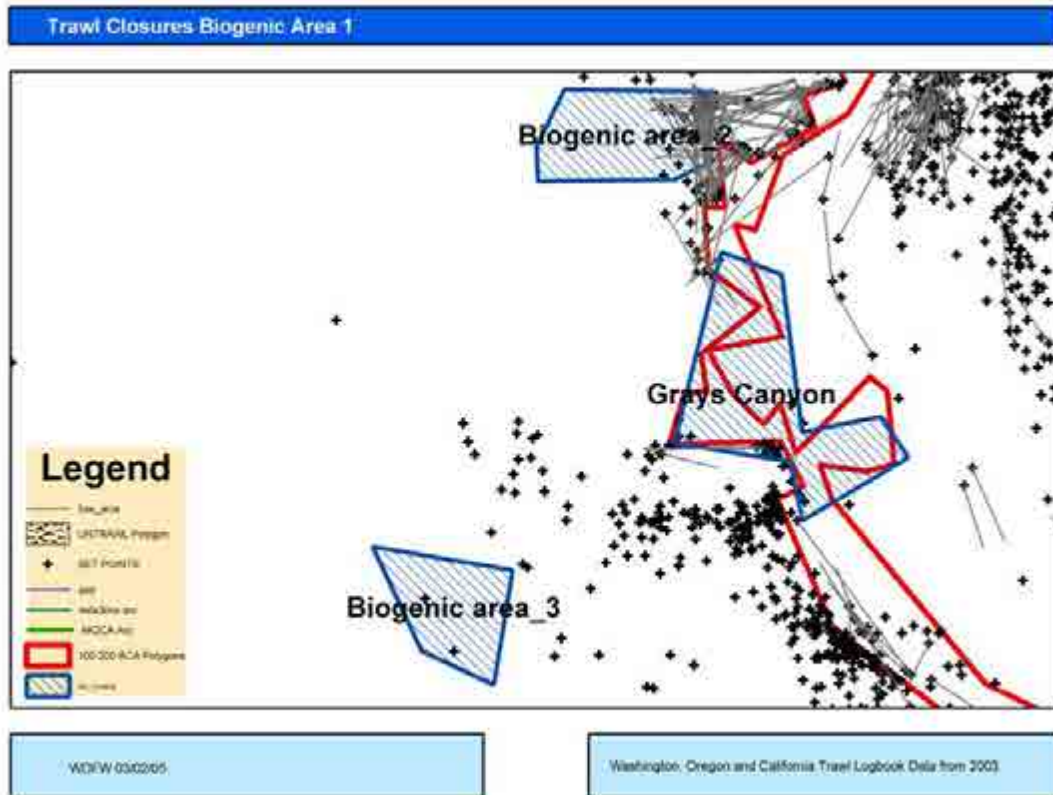 Trawl Closures Biogenic Area 1
Biogenic area_2
Grays Canyon
Biogenic area_3
Legend
Polygon
SET POINTS
100-200 RCA Polygons
WDFW 03/02/05
Washington, Oregon and California Trawl Logbook Data from 2003